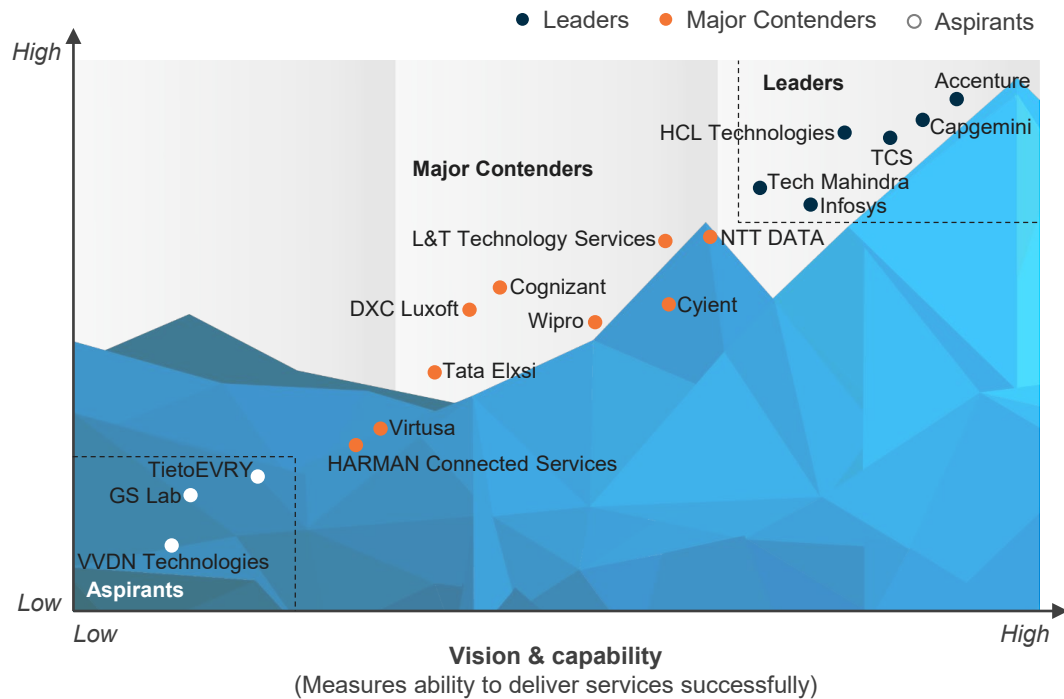 Leaders
Major Contenders
Aspirants
High
Leaders
Accenture
HCL Technologies
Capgemini
TCS
Major Contenders
Tech Mahindra
Infosys
L&T Technology Services
NTT DATA
Cognizant
DXC Luxoft
Cyient
Wipro
Tata Elxsi
Virtusa
HARMAN Connected Services
TietoEVRY
GS Lab
VVDN Technologies
Aspirants
Low
Low
High
Vision & capability
(Measures ability to deliver services successfully)